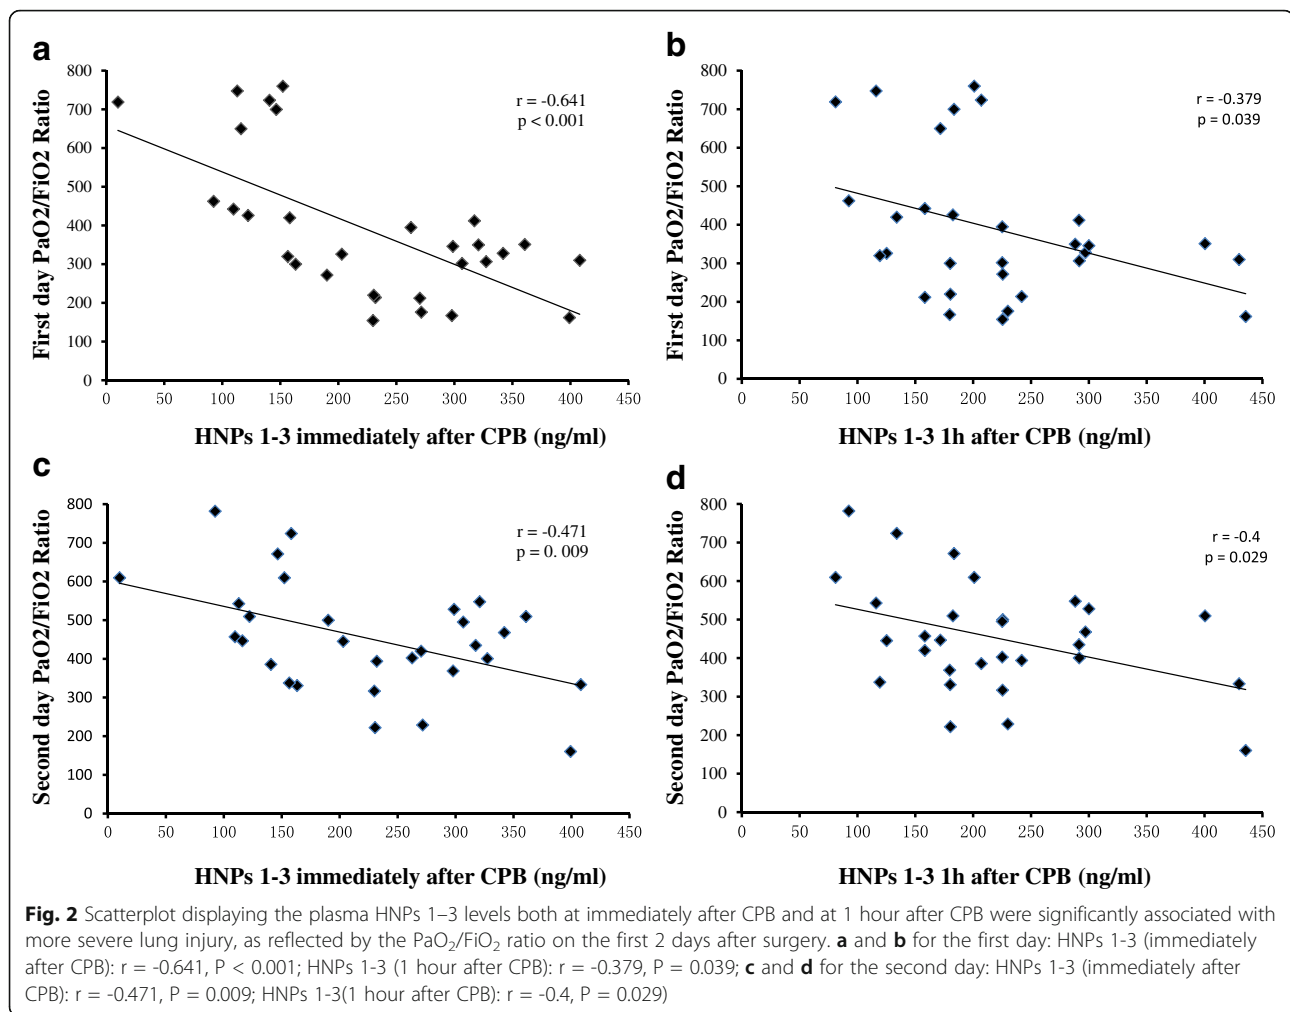 a
800
700
600
500
400
300
200
100
0
First day PaO2/FiO2 Ratio
r = -0.641
p < 0.001
0 50 100 150 200 250 300 350 400 450
HNPs 1-3 immediately after CPB (ng/ml)
b
800
700
600
500
400
300
200
100
0
First day PaO2/FiO2 Ratio
r = -0.379
p = 0.039
0 50 100 150 200 250 300 350 400 450
HNPs 1-3 1h after CPB (ng/ml)
c
800
700
600
500
400
300
200
100
0
Second day PaO2/FiO2 Ratio
r = -0.471
p = 0. 009
0 50 100 150 200 250 300 350 400 450
HNPs 1-3 immediately after CPB (ng/ml)
d
800
700
600
500
400
300
200
100
0
Second day PaO2/FiO2 Ratio
r = -0.4
p = 0.029
0 50 100 150 200 250 300 350 400 450
HNPs 1-3 1h after CPB (ng/ml)
Fig. 2 Scatterplot displaying the plasma HNPs 1–3 levels both at immediately after CPB and at 1 hour after CPB were significantly associated with
more severe lung injury, as reflected by the PaO₂/FiO₂ ratio on the first 2 days after surgery. a and b for the first day: HNPs 1-3 (immediately
after CPB): r = -0.641, P < 0.001; HNPs 1-3 (1 hour after CPB): r = -0.379, P = 0.039; c and d for the second day: HNPs 1-3 (immediately after
CPB): r = -0.471, P = 0.009; HNPs 1-3(1 hour after CPB): r = -0.4, P = 0.029)